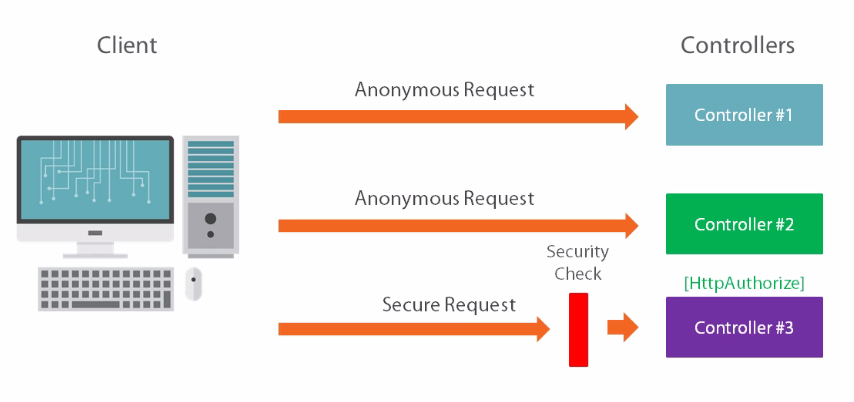 Client
Controllers
Anonymous Request
Controller #1
Anonymous Request
Controller #2
Security
Check
[HttpAuthorize]
Secure Request
Controller #3